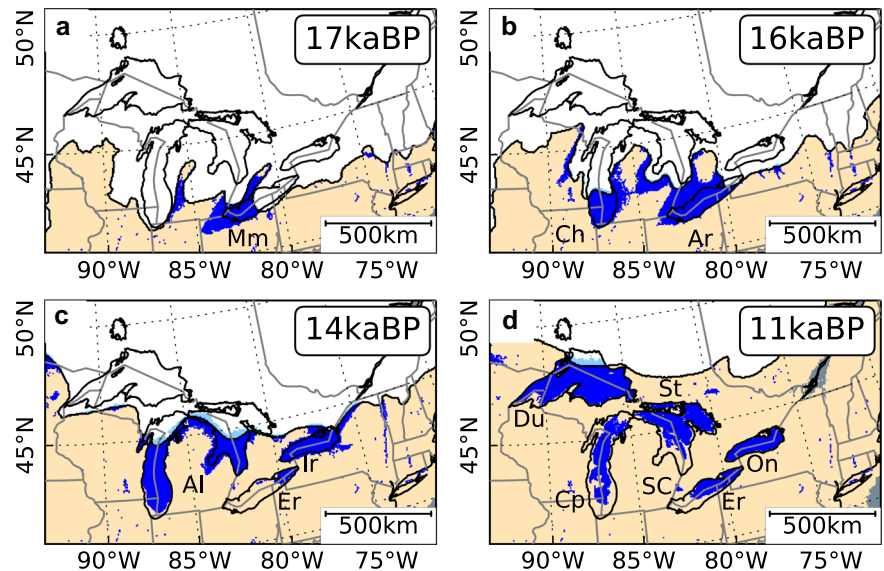 a
17kaBP
50°N
45°N
Mm
500km
90°W
85°W
80°W
75°W
b
16kaBP
50°N
45°N
Ch
Ar
500km
90°W
85°W
80°W
75°W
c
14kaBP
50°N
45°N
Al
Ir
Er
500km
90°W
85°W
80°W
75°W
d
11kaBP
50°N
45°N
St
Du
On
Cp
SC
Er
500km
90°W
85°W
80°W
75°W